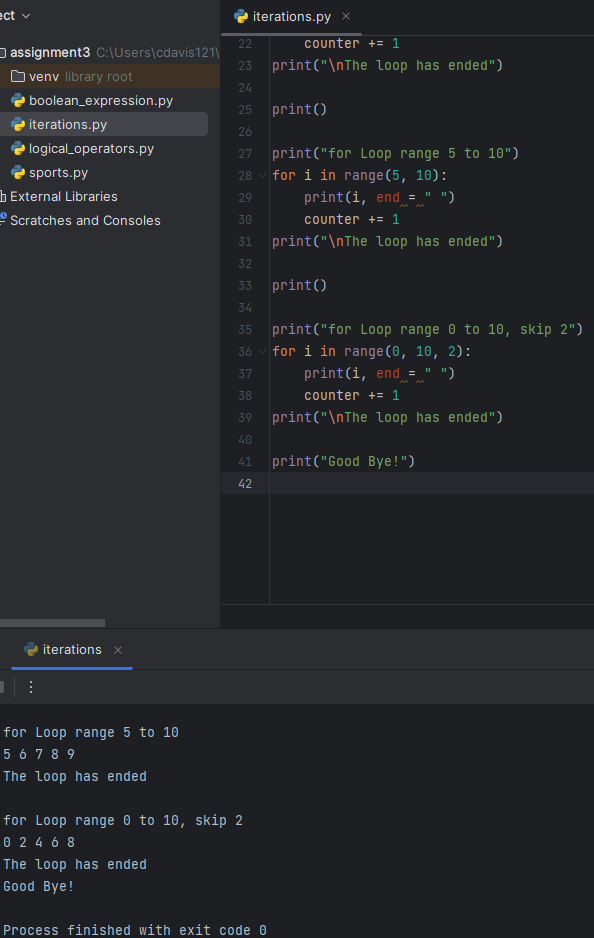 ect
iterations.py
assignment3 C:\Users\cdavis121\
venv library root
boolean_expression.py
iterations.py
logical_operators.py
sports.py
External Libraries
Scratches and Consoles
22 counter += 1
23 print("\nThe loop has ended")
24
25 print()
26
27 print("for Loop range 5 to 10")
28 for i in range(5, 10):
29 print(i, end = " ")
30 counter += 1
31 print("\nThe loop has ended")
32
33 print()
34
35 print("for Loop range 0 to 10, skip 2")
36 for i in range(0, 10, 2):
37 print(i, end = " ")
38 counter += 1
39 print("\nThe loop has ended")
40
41 print("Good Bye!")
42
iterations
for Loop range 5 to 10
5 6 7 8 9
The loop has ended
for Loop range 0 to 10, skip 2
0 2 4 6 8
The loop has ended
Good Bye!
Process finished with exit code 0